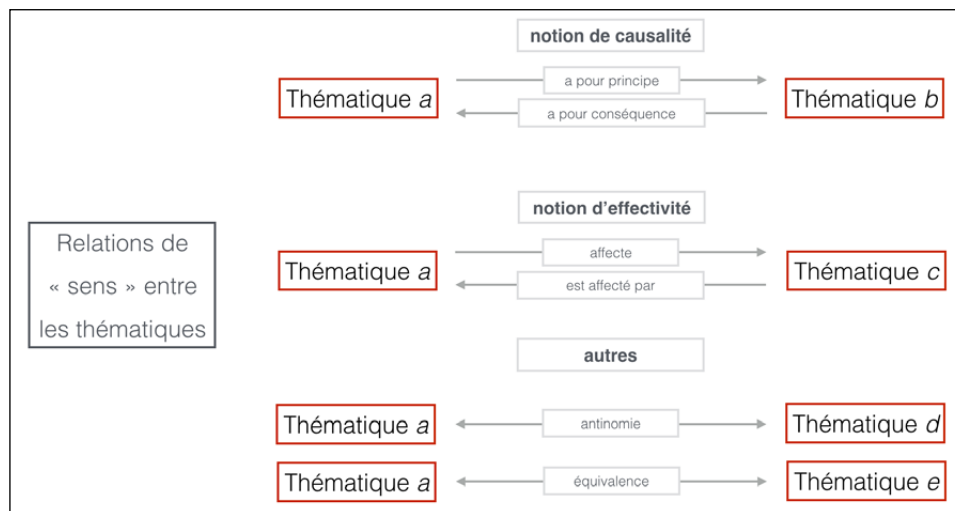 notion de causalité
Thématique a
a pour principe
a pour conséquence
Thématique b
Relations de
« sens » entre
les thématiques
notion d’effectivité
Thématique a
affecte
est affecté par
Thématique c
autres
Thématique a
antinomie
Thématique d
Thématique a
équivalence
Thématique e